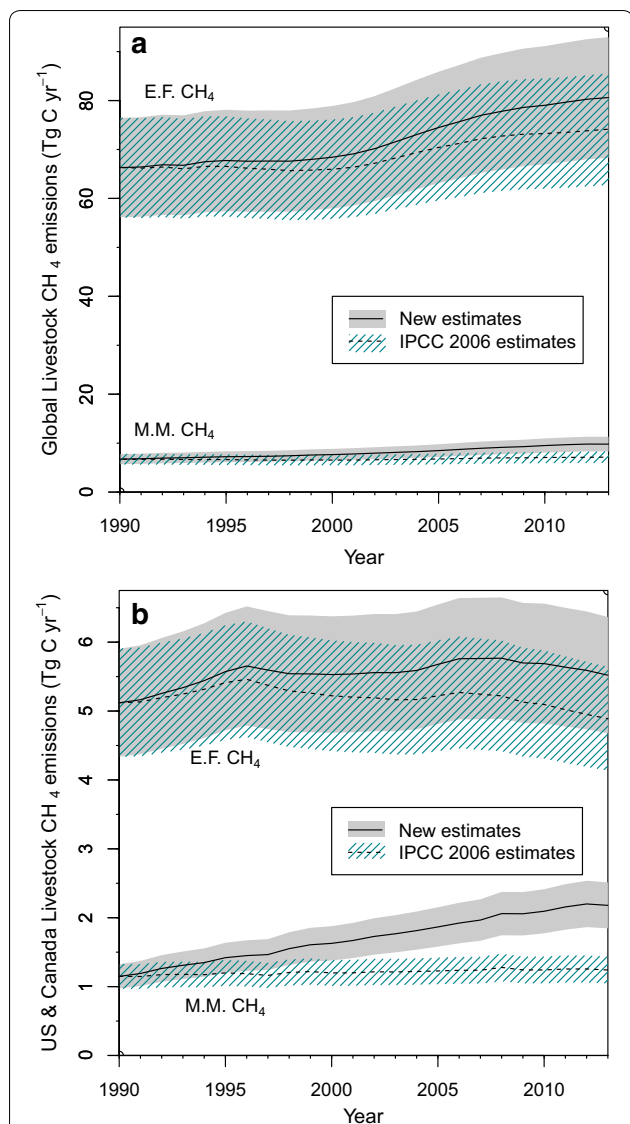 a
Global Livestock CH₄ emissions (Tg C yr⁻¹)
80
60
40
20
0
E.F. CH₄
New estimates
IPCC 2006 estimates
M.M. CH₄
1990 1995 2000 2005 2010
Year
b
US & Canada Livestock CH₄ emissions (Tg C yr⁻¹)
6
5
4
3
2
1
0
E.F. CH₄
New estimates
IPCC 2006 estimates
M.M. CH₄
1990 1995 2000 2005 2010
Year